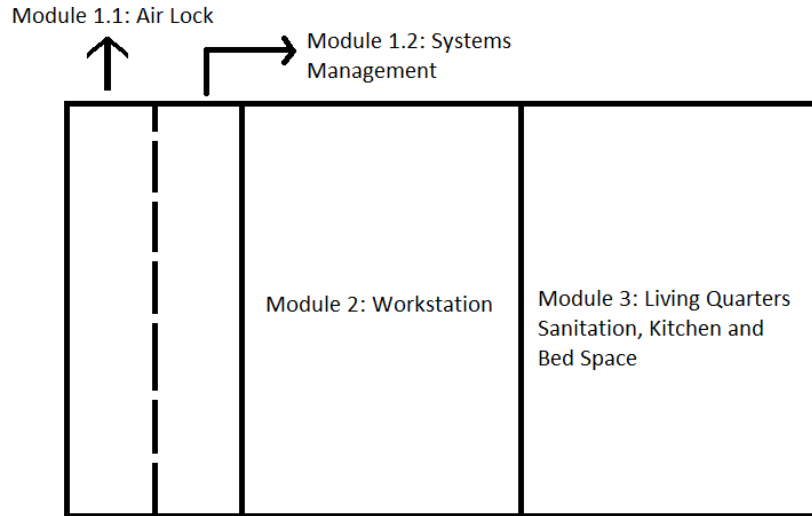 Module 1.1: Air Lock
Module 1.2: Systems
Management
Module 2: Workstation
Module 3: Living Quarters
Sanitation, Kitchen and
Bed Space